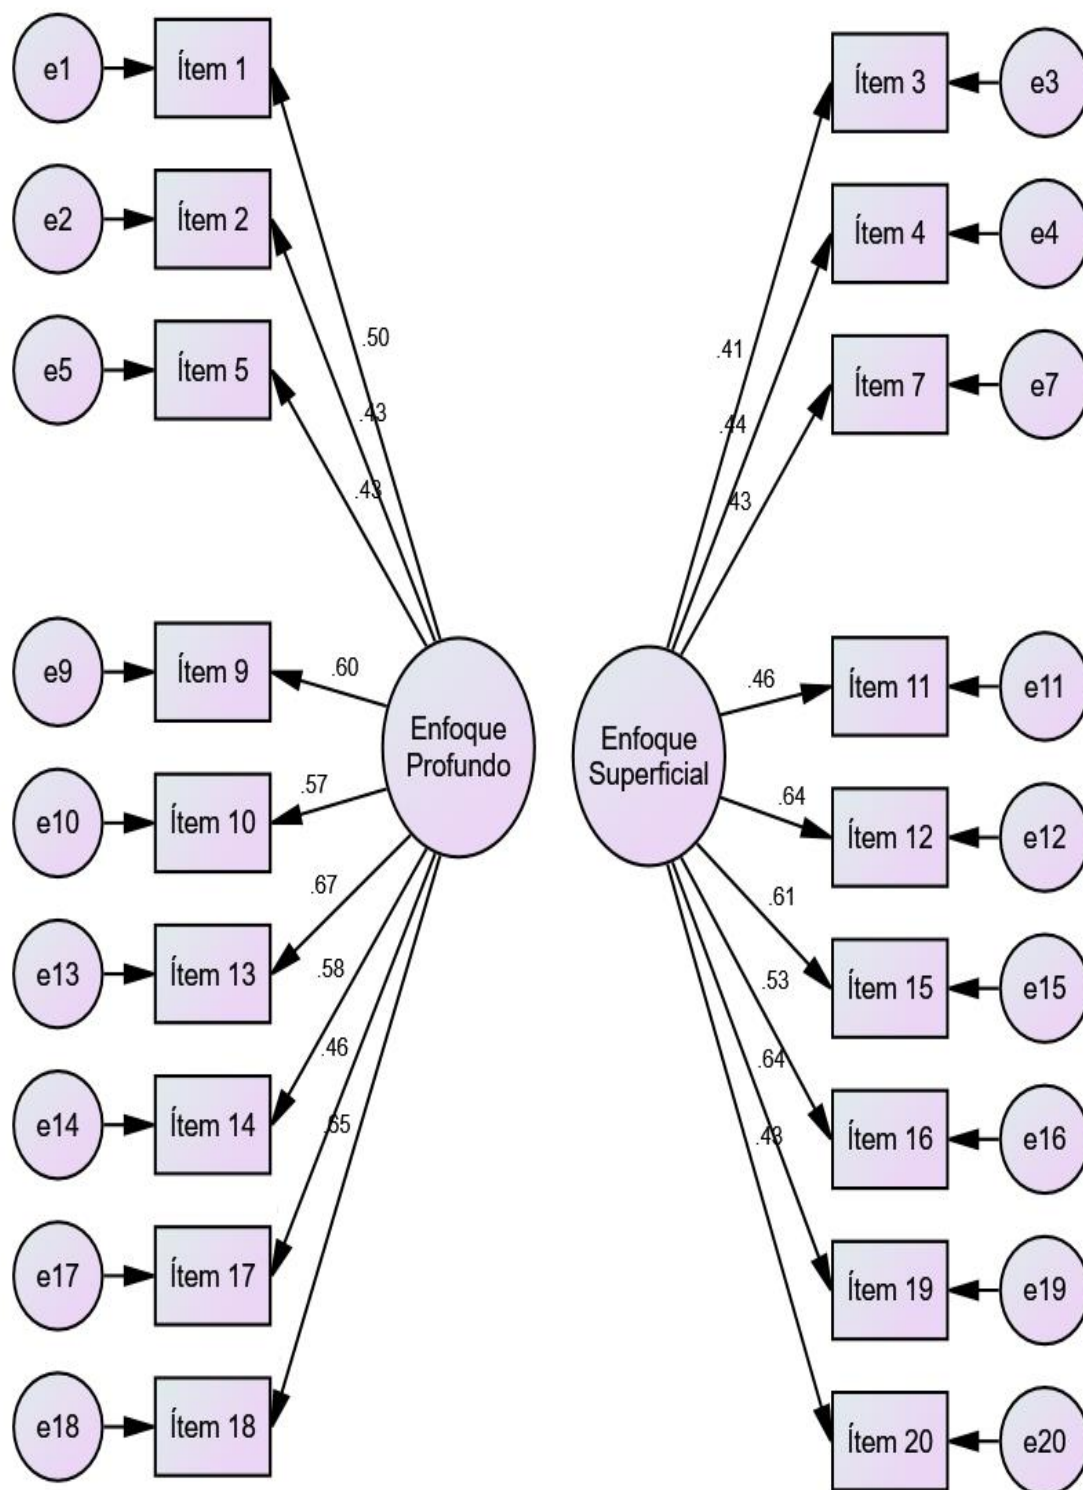 e1
Ítem 1
Ítem 3
e3
e2
Ítem 2
Ítem 4
e4
e5
Ítem 5
Ítem 7
e7
.50
.41
.43
.44
.43
.43
e9
Ítem 9
.60
.46
Ítem 11
e11
Enfoque
Profundo
Enfoque
Superficial
e10
Ítem 10
.57
.64
Ítem 12
e12
.67
.61
e13
Ítem 13
.58
.53
Ítem 15
e15
.46
.64
e14
Ítem 14
.65
.43
Ítem 16
e16
e17
Ítem 17
Ítem 19
e19
e18
Ítem 18
Ítem 20
e20